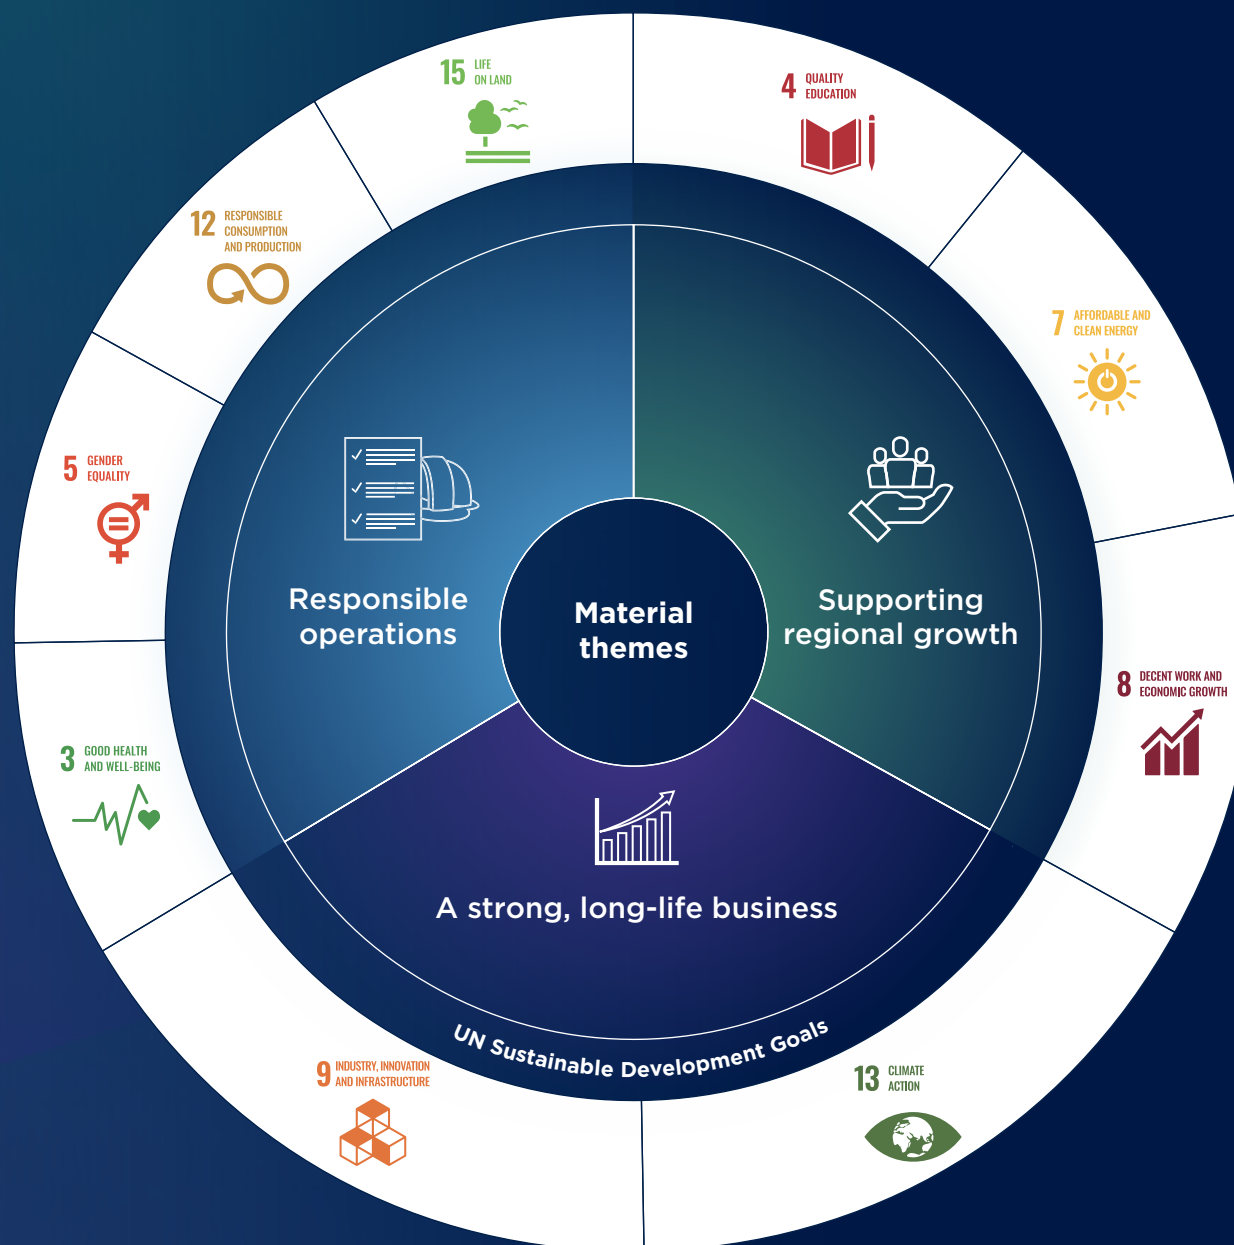 15 LIFE
ON LAND
4 QUALITY
EDUCATION
12 RESPONSIBLE
CONSUMPTION
AND PRODUCTION
7 AFFORDABLE AND
CLEAN ENERGY
5 GENDER
EQUALITY
Responsible
operations
Material
themes
Supporting
regional growth
8 DECENT WORK AND
ECONOMIC GROWTH
3 GOOD HEALTH
AND WELL-BEING
A strong, long-life business
UN Sustainable Development Goals
9 INDUSTRY, INNOVATION
AND INFRASTRUCTURE
13 CLIMATE
ACTION